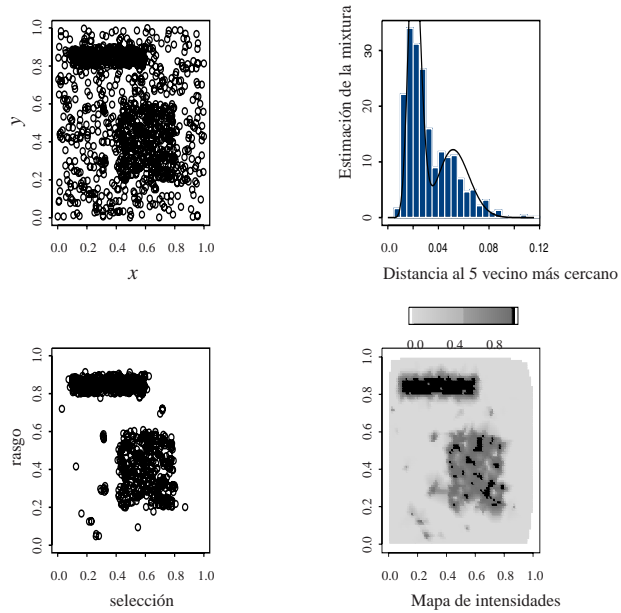 1.0
0.8
0.6
0.4
0.2
0.0
y
0.0 0.2 0.4 0.6 0.8 1.0
x
30
20
10
0
Estimación de la mixtura
0.0 0.04 0.08 0.12
Distancia al 5 vecino más cercano
1.0
0.8
0.6
0.4
0.2
0.0
rasgo
0.0 0.2 0.4 0.6 0.8 1.0
selección
0.0 0.4 0.8
1.0
0.8
0.6
0.4
0.2
0.0
0.0 0.2 0.4 0.6 0.8 1.0
Mapa de intensidades